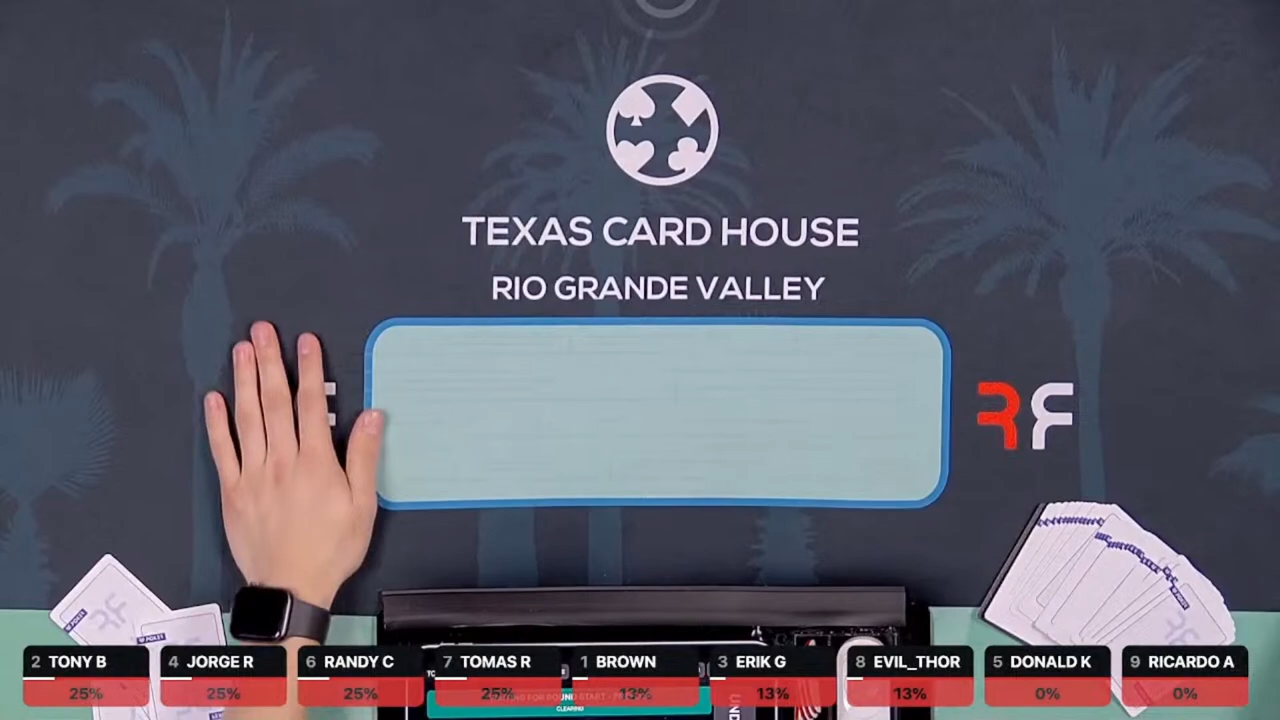 TEXAS CARD HOUSE
RIO GRANDE VALLEY
RF
2 TONY B
25%
4 JORGE R
25%
6 RANDY C
25%
7 TOMAS R
25%
1 BROWN
13%
3 ERIK G
13%
8 EVIL_THOR
13%
5 DONALD K
0%
9 RICARDO A
0%
CLEARING